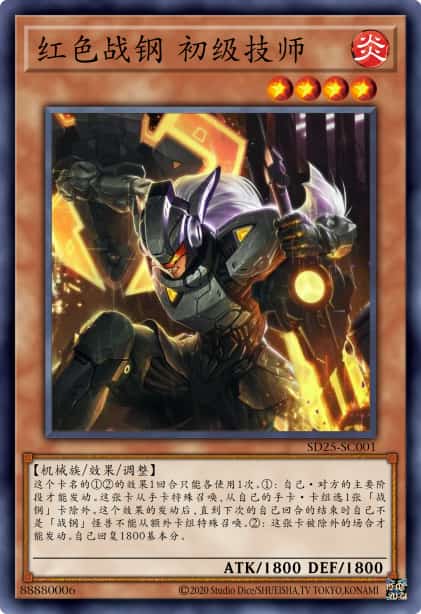 红色战钢 初级技师
炎
SD25-SC001
【机械族/效果/调整】
这个卡名的①②的效果1回合只能各使用1次。①：自己·对方的主要阶
段才能发动。这张卡从手卡特殊召唤，从自己的手卡·卡组选1张「战
钢」卡除外。这个效果的发动后，直到下次的自己回合的结束时自己不
是「战钢」怪兽不能从额外卡组特殊召唤。②：这张卡被除外的场合才
能发动。自己回复1800基本分。
ATK/1800 DEF/1800
88880006
©2020 Studio Dice/SHUEISHA,TV TOKYO,KONAMI